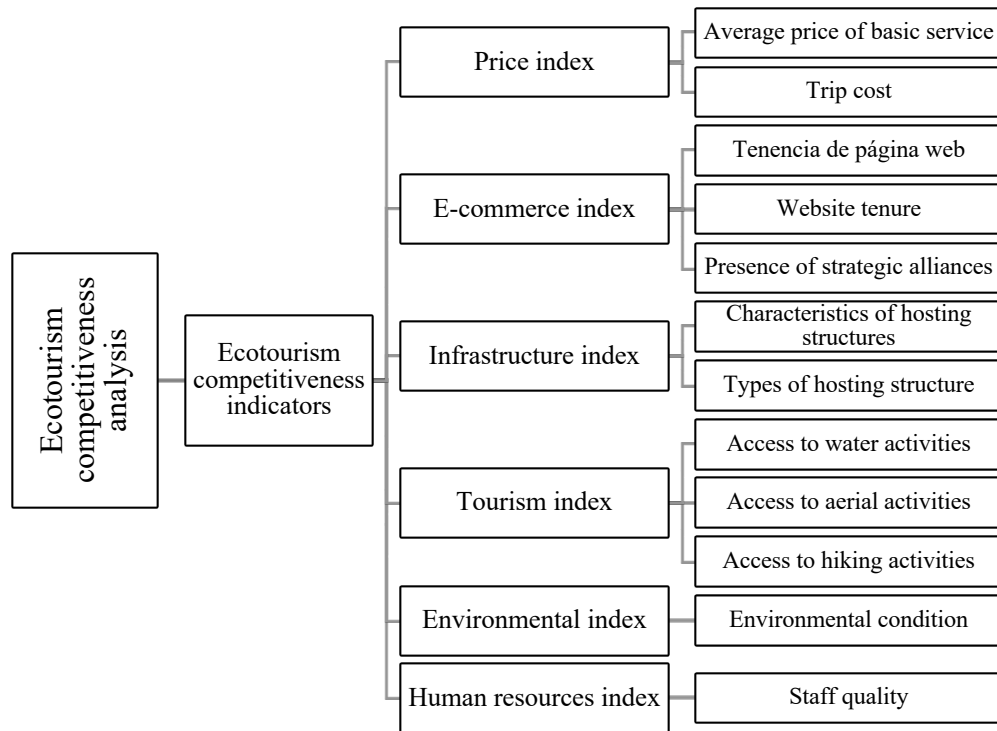 Ecotourism
competitiveness
analysis
Ecotourism
competitiveness
indicators
Price index
Average price of basic service
Trip cost
E-commerce index
Tenencia de página web
Website tenure
Presence of strategic alliances
Infrastructure index
Characteristics of hosting
structures
Types of hosting structure
Tourism index
Access to water activities
Access to aerial activities
Access to hiking activities
Environmental index
Environmental condition
Human resources index
Staff quality